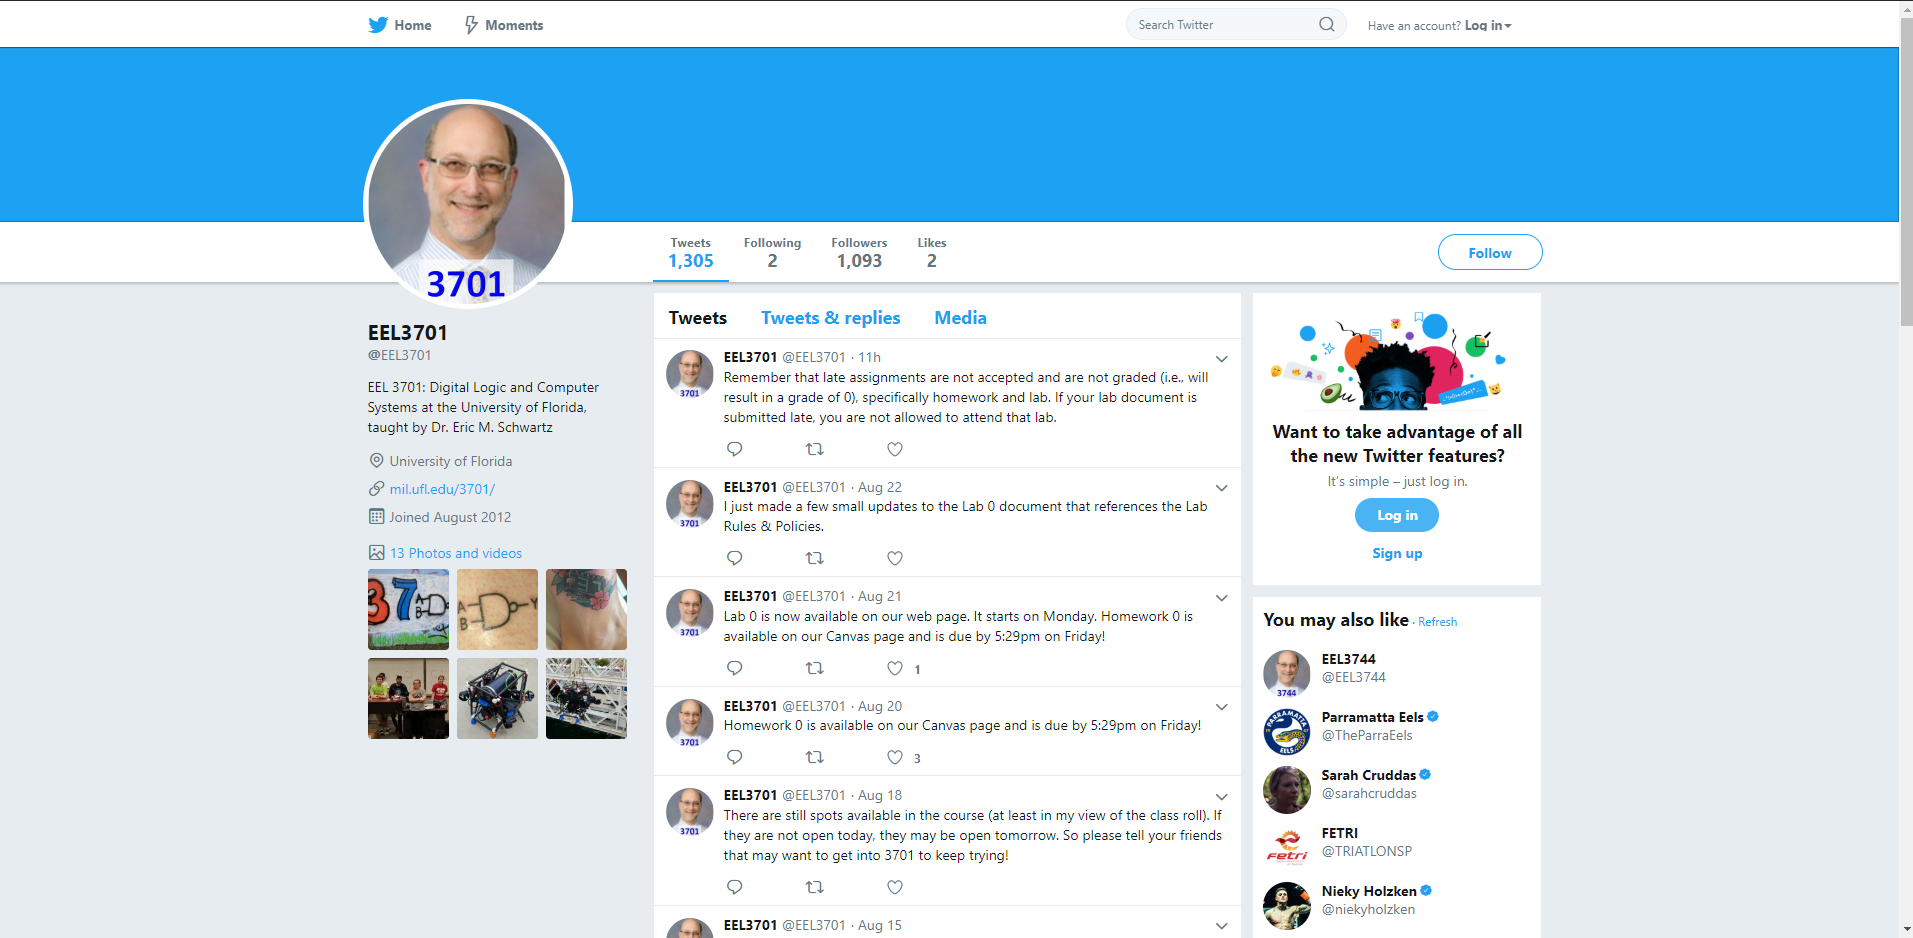 Home
Moments
Search Twitter
Have an account? Log in
3701
Tweets
1,305
Following
2
Followers
1,093
Likes
2
Follow
EEL3701
@EEL3701
EEL 3701: Digital Logic and Computer
Systems at the University of Florida,
taught by Dr. Eric M. Schwartz
University of Florida
mil.ufl.edu/3701/
Joined August 2012
13 Photos and videos
37
A
B
A
B
Y
Tweets
Tweets & replies
Media
3701
EEL3701 @EEL3701 · 11h
Remember that late assignments are not accepted and are not graded (i.e., will
result in a grade of 0), specifically homework and lab. If your lab document is
submitted late, you are not allowed to attend that lab.
3701
EEL3701 @EEL3701 · Aug 22
I just made a few small updates to the Lab 0 document that references the Lab
Rules & Policies.
3701
EEL3701 @EEL3701 · Aug 21
Lab 0 is now available on our web page. It starts on Monday. Homework 0 is
available on our Canvas page and is due by 5:29pm on Friday!
1
3701
EEL3701 @EEL3701 · Aug 20
Homework 0 is available on our Canvas page and is due by 5:29pm on Friday!
3
3701
EEL3701 @EEL3701 · Aug 18
There are still spots available in the course (at least in my view of the class roll). If
they are not open today, they may be open tomorrow. So please tell your friends
that may want to get into 3701 to keep trying!
EEL3701 @EEL3701 · Aug 15
Want to take advantage of all
the new Twitter features?
It's simple – just log in.
Log in
Sign up
You may also like · Refresh
3744
EEL3744
@EEL3744
PARRAMATTA
EELS
Parramatta Eels
@TheParraEels
Sarah Cruddas
@sarahcruddas
Fetri
FETRI
@TRIATLONSP
Nieky Holzken
@niekyholzken